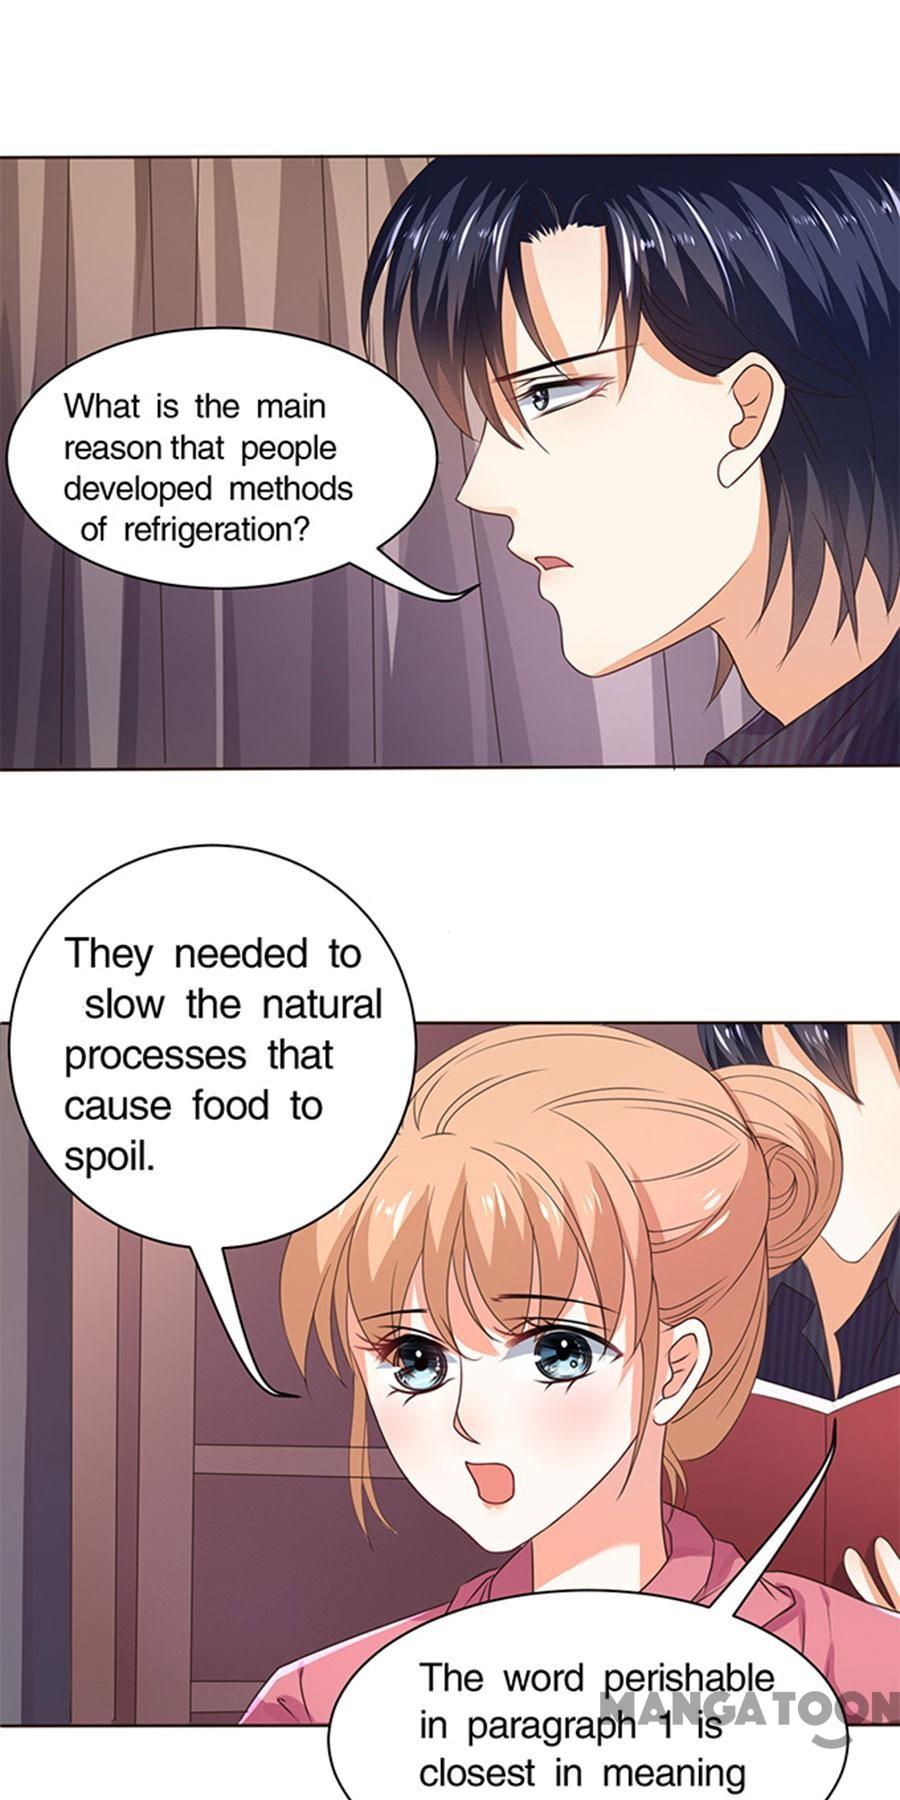 What is the main
reason that people
developed methods
of refrigeration?
They needed to
slow the natural
processes that
cause food to
spoil.
The word perishable
in paragraph 1 is
closest in meaning
MANGATOON